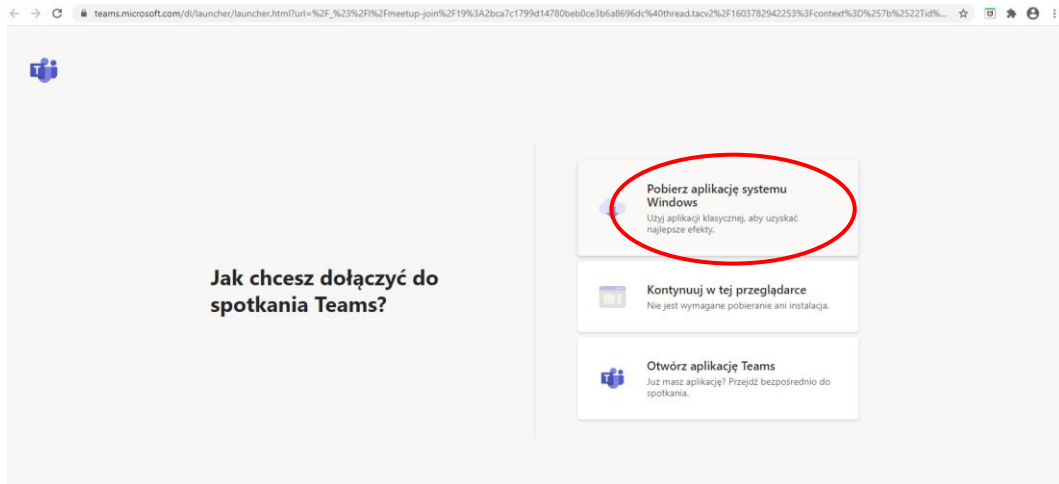 teams.microsoft.com/dl/launcher/launcher.html?url=%2F_%23%2Fl%2Fmeetup-join%2F19%3A2bca7c1799d14780beb0ce3b6a8696dc%40thread.tacv2%2F1603782942253%3Fcontext%3D%257b%2522Tid%...
Pobierz aplikację systemu
Windows
Użyj aplikacji klasycznej, aby uzyskać
najlepsze efekty.
Jak chcesz dołączyć do
spotkania Teams?
Kontynuuj w tej przeglądarce
Nie jest wymagane pobieranie ani instalacja.
Otwórz aplikację Teams
Już masz aplikację? Przejdź bezpośrednio do
spotkania.